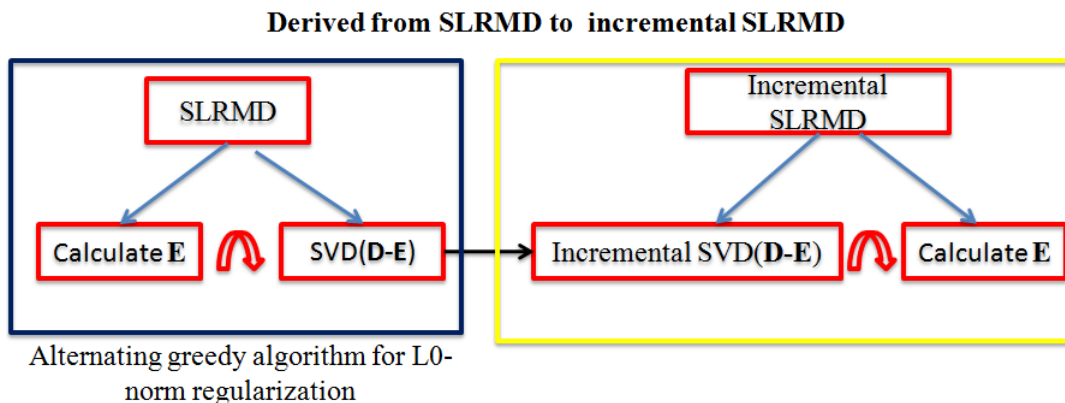 Derived from SLRMD to incremental SLRMD
SLRMD
Calculate E
SVD(D-E)
Alternating greedy algorithm for L0-
norm regularization
Incremental
SLRMD
Incremental SVD(D-E)
Calculate E